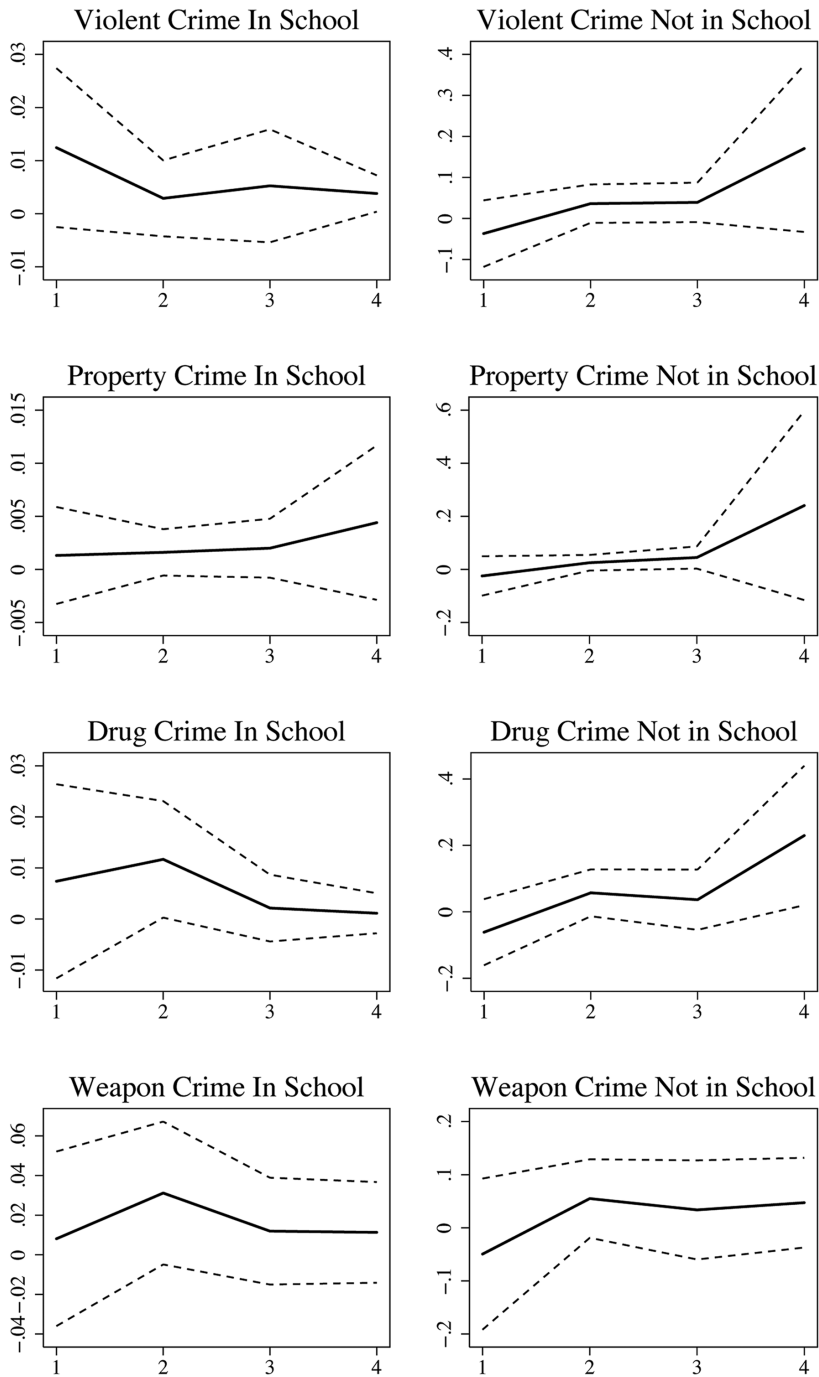 Violent Crime In School
.03
.02
.01
0
−.01
1 2 3 4
Violent Crime Not in School
.4
.3
.2
.1
0
−.1
1 2 3 4
Property Crime In School
.015
.01
.005
0
−.005
1 2 3 4
Property Crime Not in School
.6
.4
.2
0
−.2
1 2 3 4
Drug Crime In School
.03
.02
.01
0
−.01
1 2 3 4
Drug Crime Not in School
.4
.2
0
−.2
1 2 3 4
Weapon Crime In School
.06
.04
.02
0
−.02
−.04
1 2 3 4
Weapon Crime Not in School
.2
.1
0
−.1
−.2
1 2 3 4